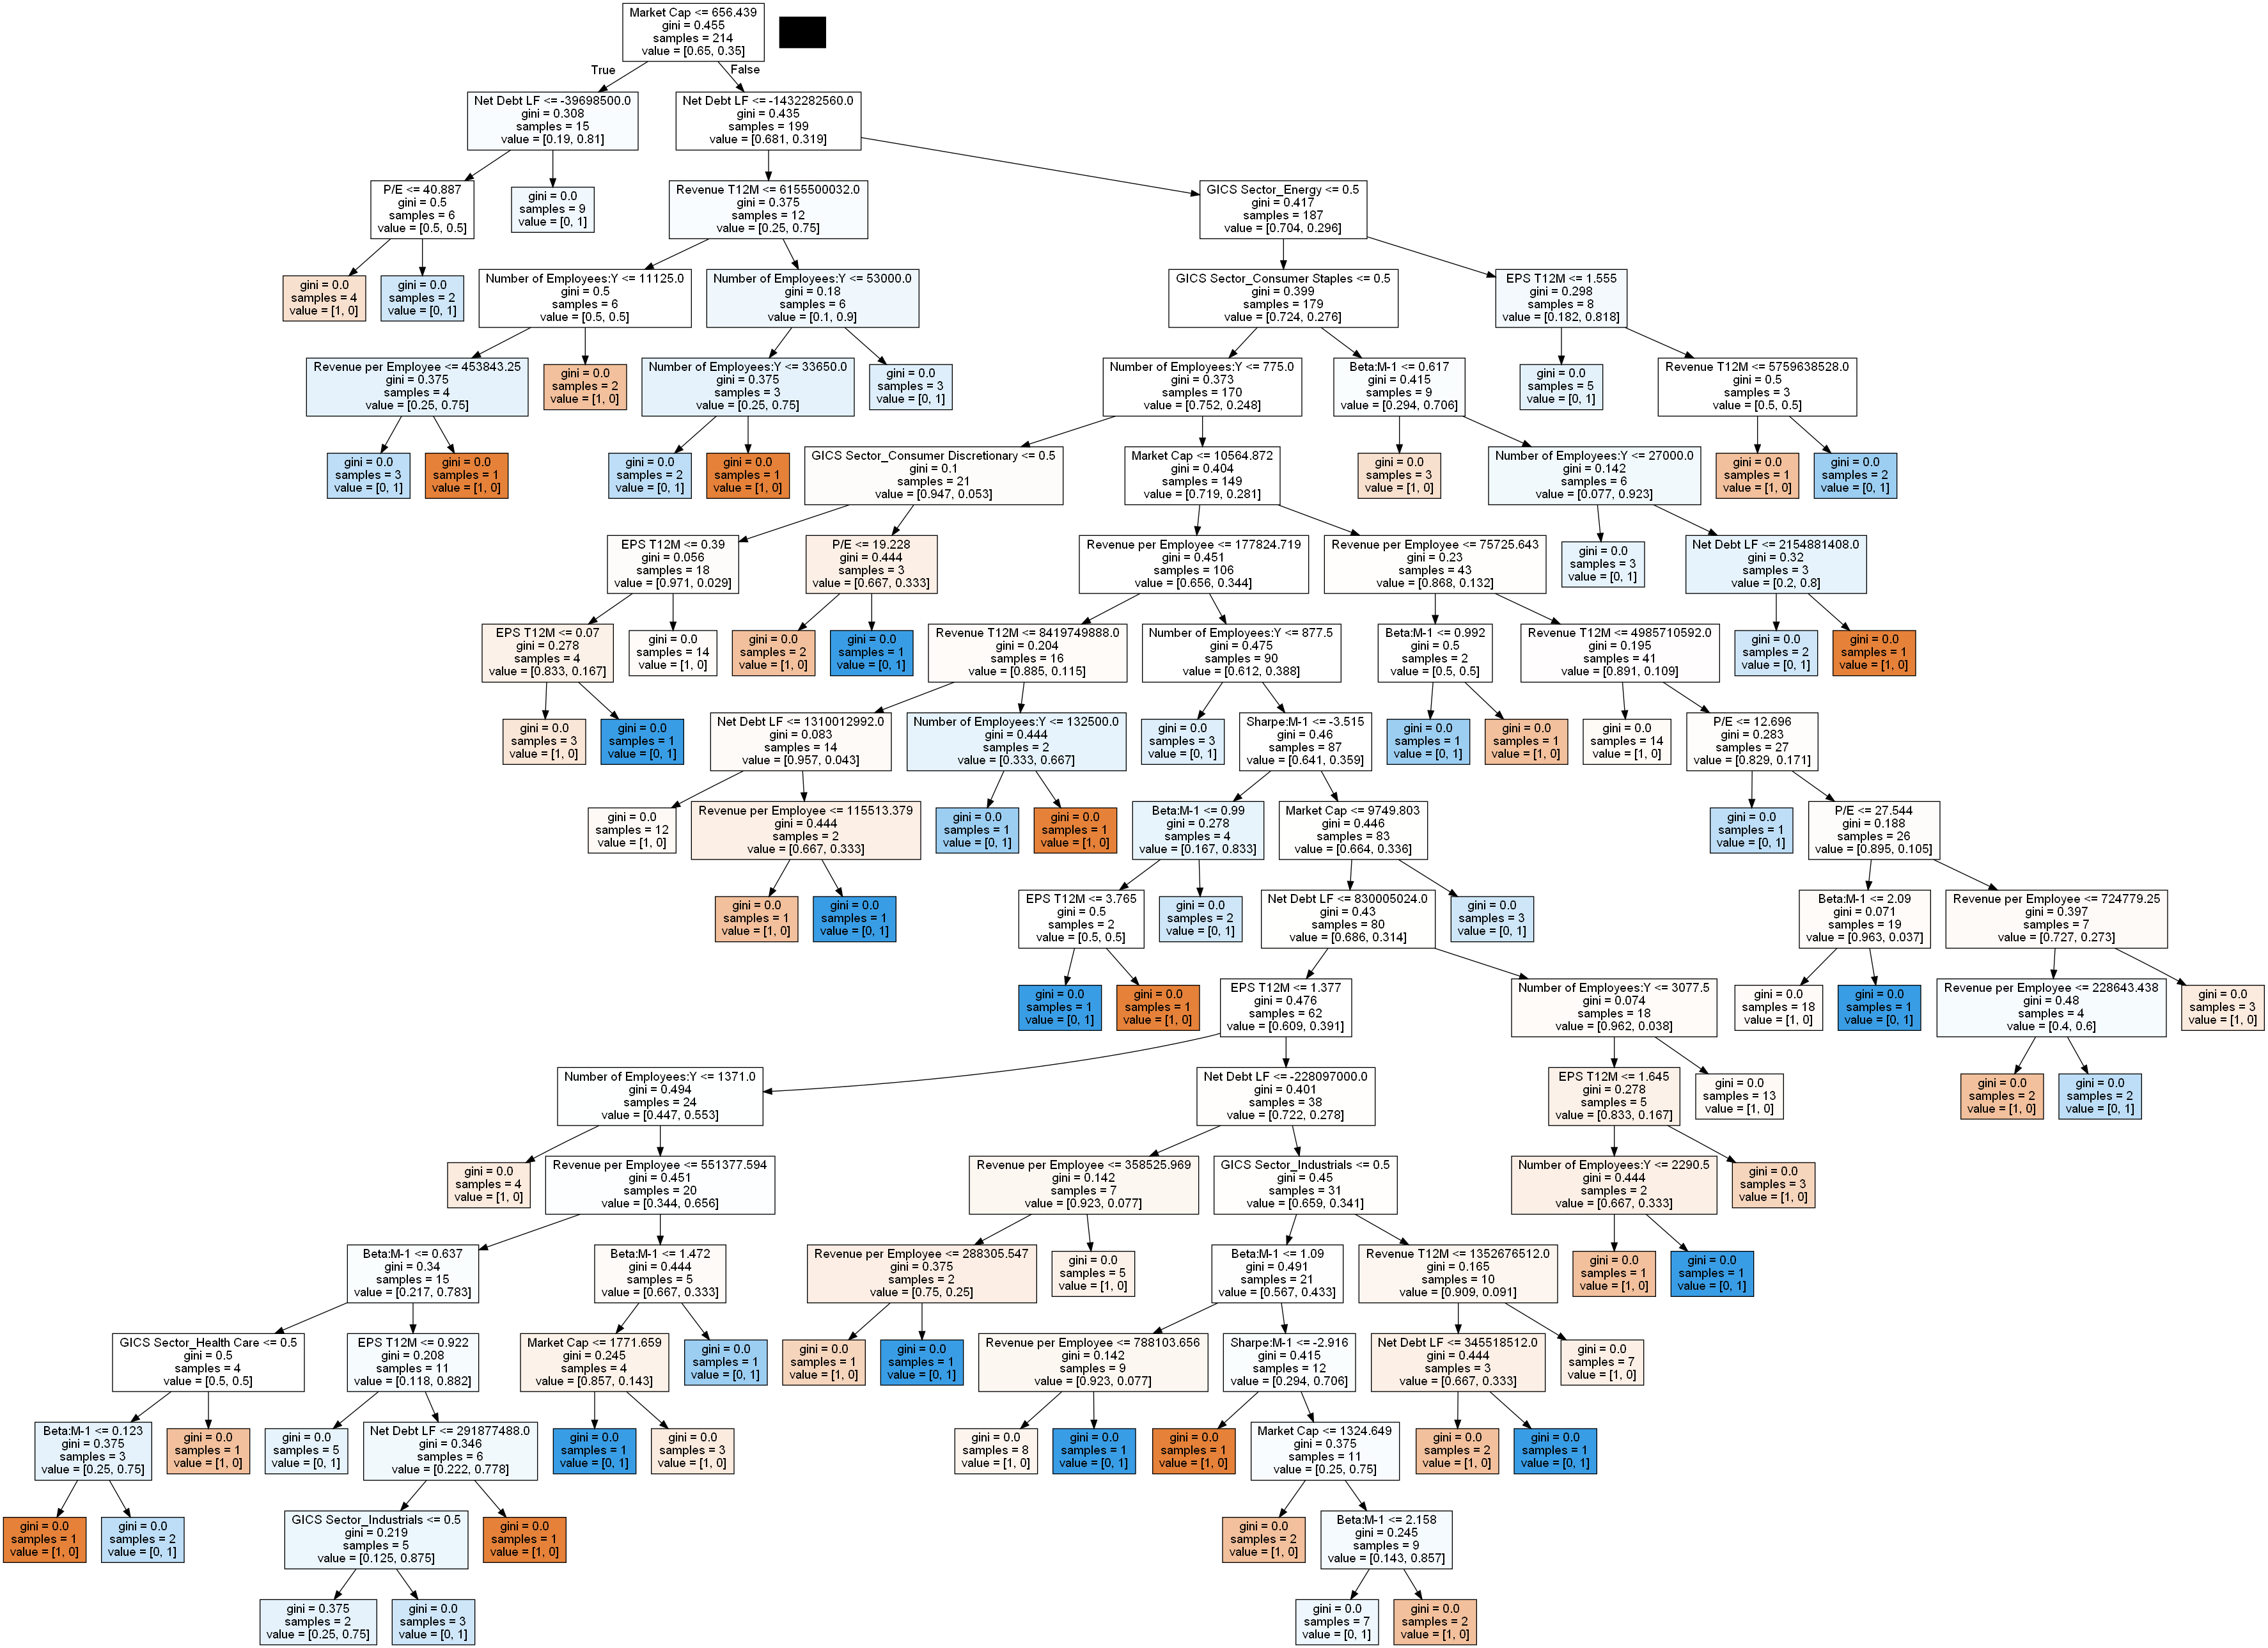 Market Cap <= 656.439
gini = 0.455
samples = 214
value = [0.65, 0.35]
True
False
Net Debt LF <= -39698500.0
gini = 0.308
samples = 15
value = [0.19, 0.81]
Net Debt LF <= -1432282560.0
gini = 0.435
samples = 199
value = [0.681, 0.319]
P/E <= 40.887
gini = 0.5
samples = 6
value = [0.5, 0.5]
gini = 0.0
samples = 9
value = [0, 1]
Revenue T12M <= 6155500032.0
gini = 0.375
samples = 12
value = [0.25, 0.75]
GICS Sector_Energy <= 0.5
gini = 0.417
samples = 187
value = [0.704, 0.296]
gini = 0.0
samples = 4
value = [1, 0]
gini = 0.0
samples = 2
value = [0, 1]
Number of Employees:Y <= 11125.0
gini = 0.5
samples = 6
value = [0.5, 0.5]
Number of Employees:Y <= 53000.0
gini = 0.18
samples = 6
value = [0.1, 0.9]
GICS Sector_Consumer Staples <= 0.5
gini = 0.399
samples = 179
value = [0.724, 0.276]
EPS T12M <= 1.555
gini = 0.298
samples = 8
value = [0.182, 0.818]
Revenue per Employee <= 453843.25
gini = 0.375
samples = 4
value = [0.25, 0.75]
gini = 0.0
samples = 2
value = [1, 0]
Number of Employees:Y <= 33650.0
gini = 0.375
samples = 3
value = [0.25, 0.75]
gini = 0.0
samples = 3
value = [0, 1]
Number of Employees:Y <= 775.0
gini = 0.373
samples = 170
value = [0.752, 0.248]
Beta:M-1 <= 0.617
gini = 0.415
samples = 9
value = [0.294, 0.706]
gini = 0.0
samples = 5
value = [0, 1]
Revenue T12M <= 5759638528.0
gini = 0.5
samples = 3
value = [0.5, 0.5]
gini = 0.0
samples = 3
value = [0, 1]
gini = 0.0
samples = 1
value = [1, 0]
gini = 0.0
samples = 2
value = [0, 1]
gini = 0.0
samples = 1
value = [1, 0]
GICS Sector_Consumer Discretionary <= 0.5
gini = 0.1
samples = 21
value = [0.947, 0.053]
Market Cap <= 10564.872
gini = 0.404
samples = 149
value = [0.719, 0.281]
gini = 0.0
samples = 3
value = [1, 0]
Number of Employees:Y <= 27000.0
gini = 0.142
samples = 6
value = [0.077, 0.923]
gini = 0.0
samples = 1
value = [1, 0]
gini = 0.0
samples = 2
value = [0, 1]
EPS T12M <= 0.39
gini = 0.056
samples = 18
value = [0.971, 0.029]
P/E <= 19.228
gini = 0.444
samples = 3
value = [0.667, 0.333]
Revenue per Employee <= 177824.719
gini = 0.451
samples = 106
value = [0.656, 0.344]
Revenue per Employee <= 75725.643
gini = 0.23
samples = 43
value = [0.868, 0.132]
gini = 0.0
samples = 3
value = [0, 1]
Net Debt LF <= 2154881408.0
gini = 0.32
samples = 3
value = [0.2, 0.8]
EPS T12M <= 0.07
gini = 0.278
samples = 4
value = [0.833, 0.167]
gini = 0.0
samples = 14
value = [1, 0]
gini = 0.0
samples = 2
value = [1, 0]
gini = 0.0
samples = 1
value = [0, 1]
Revenue T12M <= 8419749888.0
gini = 0.204
samples = 16
value = [0.885, 0.115]
Number of Employees:Y <= 877.5
gini = 0.475
samples = 90
value = [0.612, 0.388]
Beta:M-1 <= 0.992
gini = 0.5
samples = 2
value = [0.5, 0.5]
Revenue T12M <= 4985710592.0
gini = 0.195
samples = 41
value = [0.891, 0.109]
gini = 0.0
samples = 2
value = [0, 1]
gini = 0.0
samples = 1
value = [1, 0]
gini = 0.0
samples = 3
value = [1, 0]
gini = 0.0
samples = 1
value = [0, 1]
Net Debt LF <= 1310012992.0
gini = 0.083
samples = 14
value = [0.957, 0.043]
Number of Employees:Y <= 132500.0
gini = 0.444
samples = 2
value = [0.333, 0.667]
gini = 0.0
samples = 3
value = [0, 1]
Sharpe:M-1 <= -3.515
gini = 0.46
samples = 87
value = [0.641, 0.359]
gini = 0.0
samples = 1
value = [0, 1]
gini = 0.0
samples = 1
value = [1, 0]
gini = 0.0
samples = 14
value = [1, 0]
P/E <= 12.696
gini = 0.283
samples = 27
value = [0.829, 0.171]
gini = 0.0
samples = 12
value = [1, 0]
Revenue per Employee <= 115513.379
gini = 0.444
samples = 2
value = [0.667, 0.333]
gini = 0.0
samples = 1
value = [0, 1]
gini = 0.0
samples = 1
value = [1, 0]
Beta:M-1 <= 0.99
gini = 0.278
samples = 4
value = [0.167, 0.833]
Market Cap <= 9749.803
gini = 0.446
samples = 83
value = [0.664, 0.336]
gini = 0.0
samples = 1
value = [0, 1]
P/E <= 27.544
gini = 0.188
samples = 26
value = [0.895, 0.105]
gini = 0.0
samples = 1
value = [1, 0]
gini = 0.0
samples = 1
value = [0, 1]
EPS T12M <= 3.765
gini = 0.5
samples = 2
value = [0.5, 0.5]
gini = 0.0
samples = 2
value = [0, 1]
Net Debt LF <= 830005024.0
gini = 0.43
samples = 80
value = [0.686, 0.314]
gini = 0.0
samples = 3
value = [0, 1]
Beta:M-1 <= 2.09
gini = 0.071
samples = 19
value = [0.963, 0.037]
Revenue per Employee <= 724779.25
gini = 0.397
samples = 7
value = [0.727, 0.273]
gini = 0.0
samples = 1
value = [0, 1]
gini = 0.0
samples = 1
value = [1, 0]
EPS T12M <= 1.377
gini = 0.476
samples = 62
value = [0.609, 0.391]
Number of Employees:Y <= 3077.5
gini = 0.074
samples = 18
value = [0.962, 0.038]
gini = 0.0
samples = 18
value = [1, 0]
gini = 0.0
samples = 1
value = [0, 1]
Revenue per Employee <= 228643.438
gini = 0.48
samples = 4
value = [0.4, 0.6]
gini = 0.0
samples = 3
value = [1, 0]
Number of Employees:Y <= 1371.0
gini = 0.494
samples = 24
value = [0.447, 0.553]
Net Debt LF <= -228097000.0
gini = 0.401
samples = 38
value = [0.722, 0.278]
EPS T12M <= 1.645
gini = 0.278
samples = 5
value = [0.833, 0.167]
gini = 0.0
samples = 13
value = [1, 0]
gini = 0.0
samples = 2
value = [1, 0]
gini = 0.0
samples = 2
value = [0, 1]
gini = 0.0
samples = 4
value = [1, 0]
Revenue per Employee <= 551377.594
gini = 0.451
samples = 20
value = [0.344, 0.656]
Revenue per Employee <= 358525.969
gini = 0.142
samples = 7
value = [0.923, 0.077]
GICS Sector_Industrials <= 0.5
gini = 0.45
samples = 31
value = [0.659, 0.341]
Number of Employees:Y <= 2290.5
gini = 0.444
samples = 2
value = [0.667, 0.333]
gini = 0.0
samples = 3
value = [1, 0]
Beta:M-1 <= 0.637
gini = 0.34
samples = 15
value = [0.217, 0.783]
Beta:M-1 <= 1.472
gini = 0.444
samples = 5
value = [0.667, 0.333]
Revenue per Employee <= 288305.547
gini = 0.375
samples = 2
value = [0.75, 0.25]
gini = 0.0
samples = 5
value = [1, 0]
Beta:M-1 <= 1.09
gini = 0.491
samples = 21
value = [0.567, 0.433]
Revenue T12M <= 1352676512.0
gini = 0.165
samples = 10
value = [0.909, 0.091]
gini = 0.0
samples = 1
value = [1, 0]
gini = 0.0
samples = 1
value = [0, 1]
GICS Sector_Health Care <= 0.5
gini = 0.5
samples = 4
value = [0.5, 0.5]
EPS T12M <= 0.922
gini = 0.208
samples = 11
value = [0.118, 0.882]
Market Cap <= 1771.659
gini = 0.245
samples = 4
value = [0.857, 0.143]
gini = 0.0
samples = 1
value = [0, 1]
gini = 0.0
samples = 1
value = [1, 0]
gini = 0.0
samples = 1
value = [0, 1]
Revenue per Employee <= 788103.656
gini = 0.142
samples = 9
value = [0.923, 0.077]
Sharpe:M-1 <= -2.916
gini = 0.415
samples = 12
value = [0.294, 0.706]
Net Debt LF <= 345518512.0
gini = 0.444
samples = 3
value = [0.667, 0.333]
gini = 0.0
samples = 7
value = [1, 0]
Beta:M-1 <= 0.123
gini = 0.375
samples = 3
value = [0.25, 0.75]
gini = 0.0
samples = 1
value = [1, 0]
gini = 0.0
samples = 5
value = [0, 1]
Net Debt LF <= 291877488.0
gini = 0.346
samples = 6
value = [0.222, 0.778]
gini = 0.0
samples = 1
value = [0, 1]
gini = 0.0
samples = 3
value = [1, 0]
gini = 0.0
samples = 8
value = [1, 0]
gini = 0.0
samples = 1
value = [0, 1]
gini = 0.0
samples = 1
value = [1, 0]
Market Cap <= 1324.649
gini = 0.375
samples = 11
value = [0.25, 0.75]
gini = 0.0
samples = 2
value = [1, 0]
gini = 0.0
samples = 1
value = [0, 1]
gini = 0.0
samples = 1
value = [1, 0]
gini = 0.0
samples = 2
value = [0, 1]
GICS Sector_Industrials <= 0.5
gini = 0.219
samples = 5
value = [0.125, 0.875]
gini = 0.0
samples = 1
value = [1, 0]
gini = 0.0
samples = 2
value = [1, 0]
Beta:M-1 <= 2.158
gini = 0.245
samples = 9
value = [0.143, 0.857]
gini = 0.375
samples = 2
value = [0.25, 0.75]
gini = 0.0
samples = 3
value = [0, 1]
gini = 0.0
samples = 7
value = [0, 1]
gini = 0.0
samples = 2
value = [1, 0]